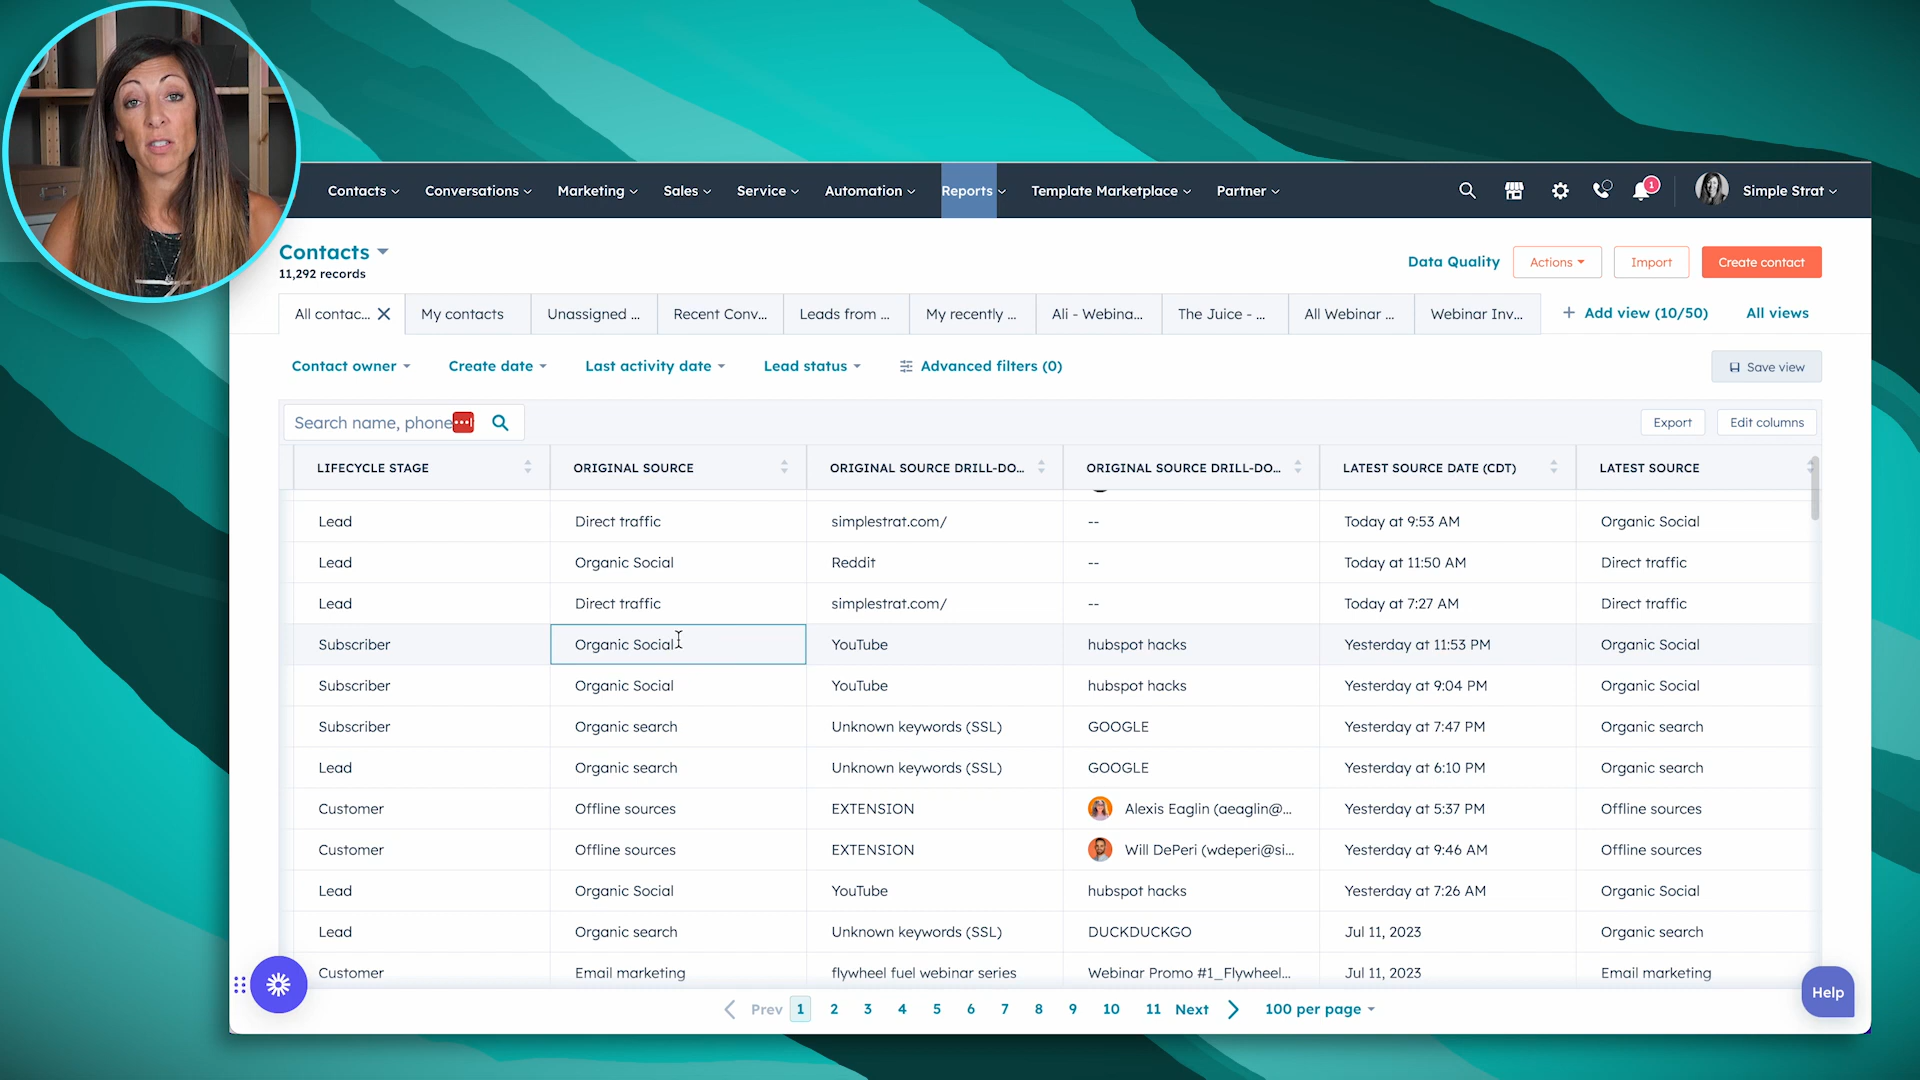 Contacts Conversations Marketing Sales Service Automation Reports Template Marketplace Partner 1 Simple Strat
Contacts
11,292 records
Data Quality Actions Import Create contact
All contac... My contacts Unassigned ... Recent Conv... Leads from ... My recently ... Ali - Webina... The Juice - ... All Webinar ... Webinar Inv... + Add view (10/50) All views
Contact owner Create date Last activity date Lead status Advanced filters (0) Save view
Search name, phone Export Edit columns
LIFECYCLE STAGE ORIGINAL SOURCE ORIGINAL SOURCE DRILL-DO... ORIGINAL SOURCE DRILL-DO... LATEST SOURCE DATE (CDT) LATEST SOURCE
Lead Direct traffic simplestrat.com/ -- Today at 9:53 AM Organic Social
Lead Organic Social Reddit -- Today at 11:50 AM Direct traffic
Lead Direct traffic simplestrat.com/ -- Today at 7:27 AM Direct traffic
Subscriber Organic Social YouTube hubspot hacks Yesterday at 11:53 PM Organic Social
Subscriber Organic Social YouTube hubspot hacks Yesterday at 9:04 PM Organic Social
Subscriber Organic search Unknown keywords (SSL) GOOGLE Yesterday at 7:47 PM Organic search
Lead Organic search Unknown keywords (SSL) GOOGLE Yesterday at 6:10 PM Organic search
Customer Offline sources EXTENSION Alexis Eaglin (aeaglin@... Yesterday at 5:37 PM Offline sources
Customer Offline sources EXTENSION Will DePeri (wdeperi@si... Yesterday at 9:46 AM Offline sources
Lead Organic Social YouTube hubspot hacks Yesterday at 7:26 AM Organic Social
Lead Organic search Unknown keywords (SSL) DUCKDUCKGO Jul 11, 2023 Organic search
Customer Email marketing flywheel fuel webinar series Webinar Promo #1_Flywheel... Jul 11, 2023 Email marketing
Help
Prev 1 2 3 4 5 6 7 8 9 10 11 Next 100 per page